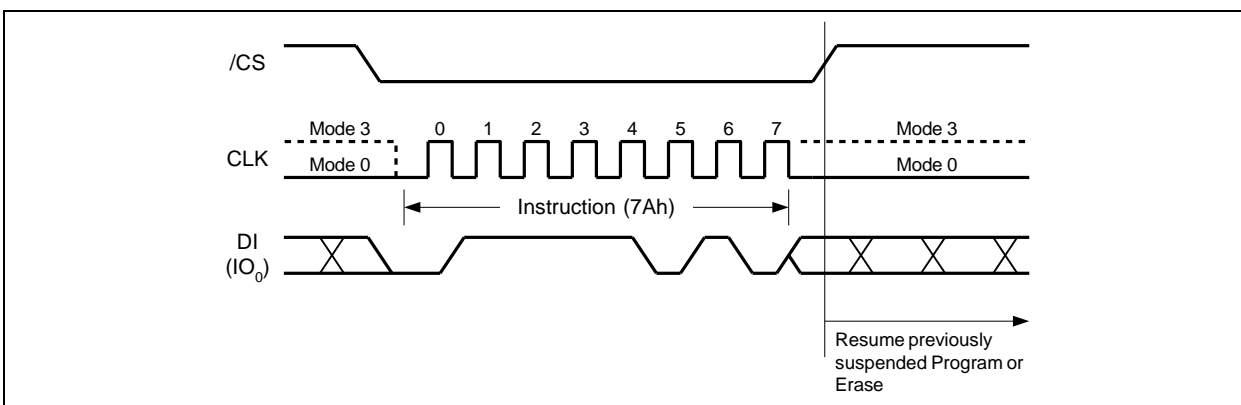 /CS
Mode 3 0 1 2 3 4 5 6 7 Mode 3
CLK
Mode 0 Mode 0
Instruction (7Ah)
DI
(IO0)
Resume previously
suspended Program or
Erase